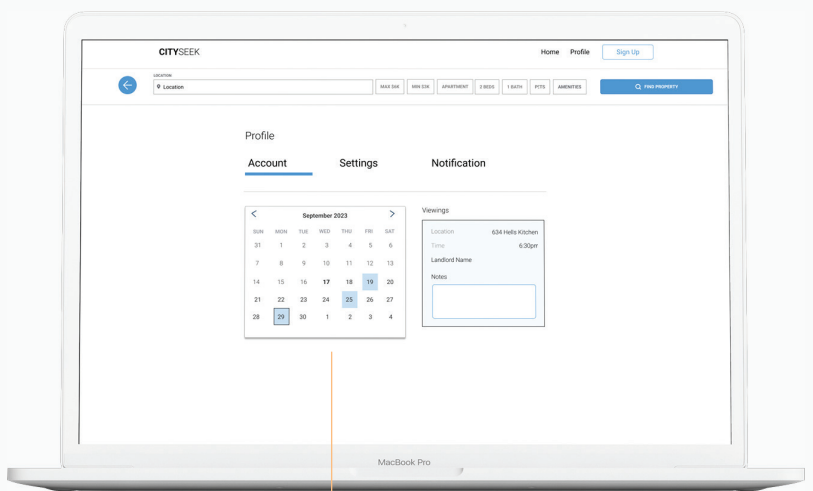 CITYSEEK
Home Profile Sign Up
LOCATION
Location
MAX $6K MIN $3K APARTMENT 2 BEDS 1 BATH PETS AMENITIES FIND PROPERTY
Profile
Account Settings Notification
September 2023
SUN MON TUE WED THU FRI SAT
31 1 2 3 4 5 6
7 8 9 10 11 12 13
14 15 16 17 18 19 20
21 22 23 24 25 26 27
28 29 30 1 2 3 4
Viewings
Location 634 Hells Kitchen
Time 6:30pm
Landlord Name
Notes
MacBook Pro